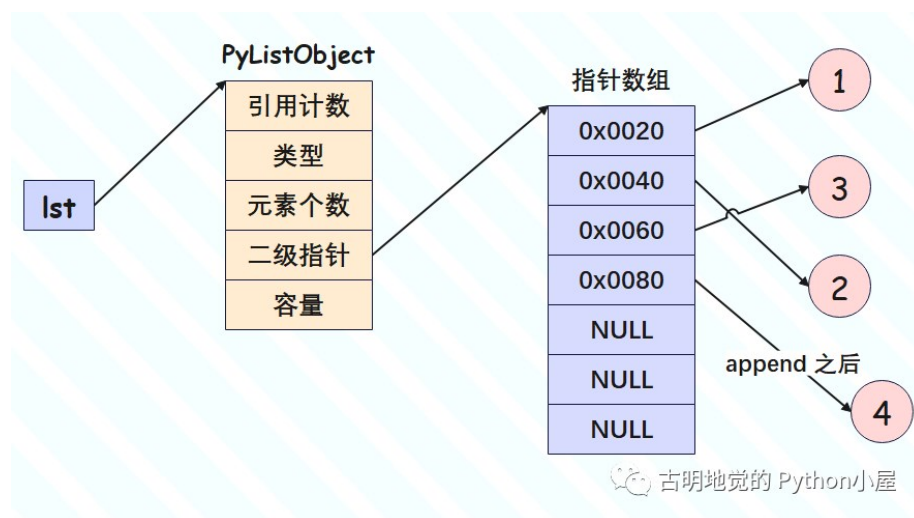 PyListObject
引用计数
类型
元素个数
二级指针
容量
lst
指针数组
0x0020
0x0040
0x0060
0x0080
NULL
NULL
NULL
1
3
2
append 之后
4
古明地觉的 Python小屋